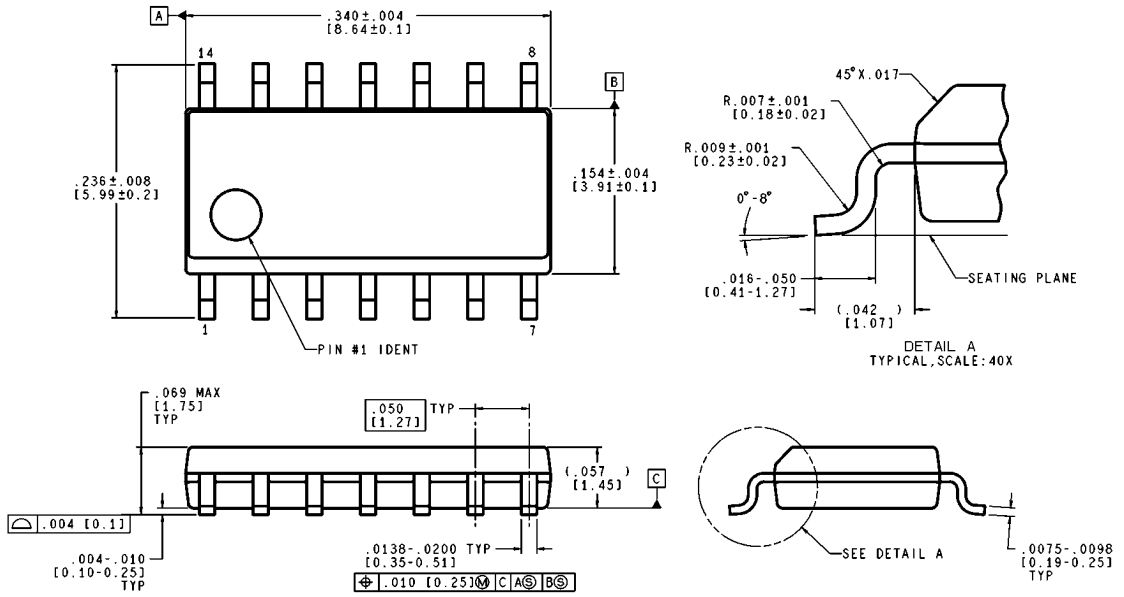 A
.340±.004
[8.64±0.1]
14
8
B
.236±.008
[5.99±0.2]
.154±.004
[3.91±0.1]
1
7
PIN #1 IDENT
45°X.017
R.007±.001
[0.18±0.02]
R.009±.001
[0.23±0.02]
0°-8°
SEATING PLANE
.016-.050
[0.41-1.27]
(.042)
[1.07]
DETAIL A
TYPICAL,SCALE:40X
.069 MAX
[1.75]
TYP
.050
[1.27]
TYP
(.057)
[1.45]
C
⌓ .004 [0.1]
.004-.010
[0.10-0.25]
TYP
.0138-.0200 TYP
[0.35-0.51]
⌖ .010 [0.25]Ⓜ C AⓈ BⓈ
SEE DETAIL A
.0075-.0098
[0.19-0.25]
TYP